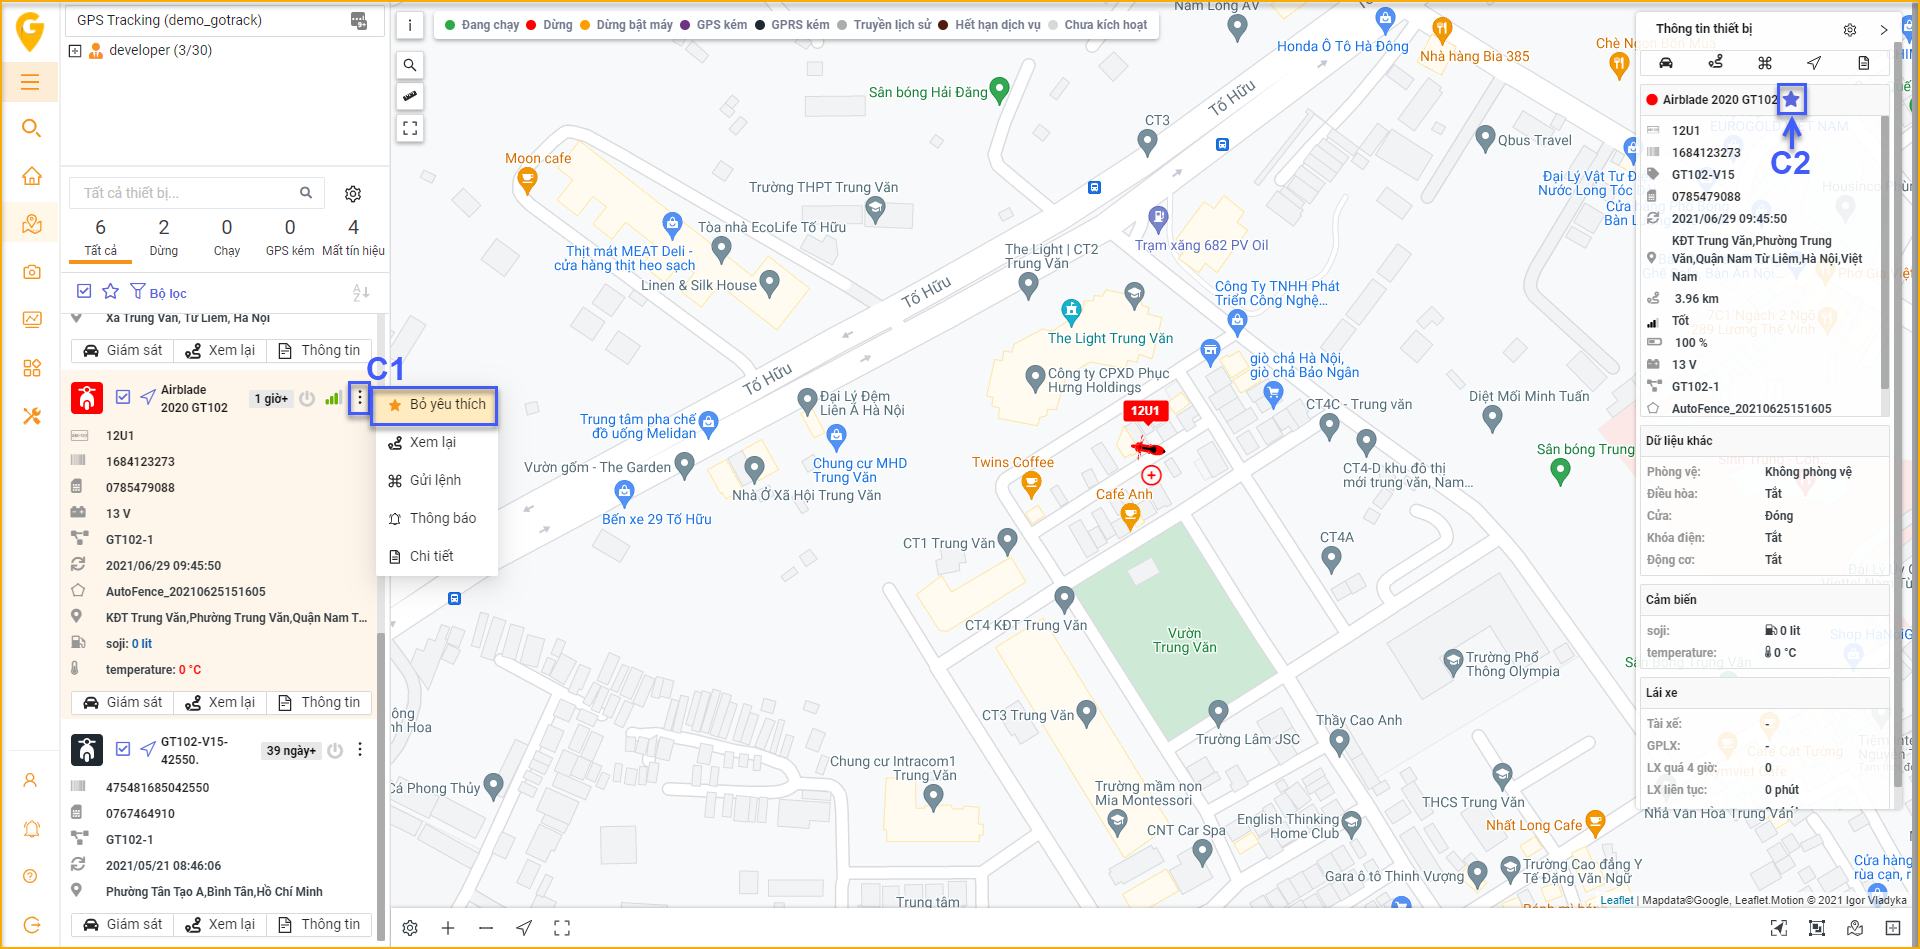 GPS Tracking (demo_gotrack)
developer (3/30)
Tất cả thiết bị...
6
2
0
0
4
Tất cả
Dừng
Chạy
GPS kém
Mất tín hiệu
Bộ lọc
Xã Trung Văn, Từ Liêm, Hà Nội
Giám sát
Xem lại
Thông tin
Airblade
2020 GT102
1 giờ+
12U1
1684123273
0785479088
13 V
GT102-1
2021/06/29 09:45:50
AutoFence_20210625151605
KĐT Trung Văn,Phường Trung Văn,Quận Nam T...
soji: 0 lit
temperature: 0 °C
Giám sát
Xem lại
Thông tin
GT102-V15-
42550.
39 ngày+
475481685042550
0767464910
GT102-1
2021/05/21 08:46:06
Phường Tân Tạo A,Bình Tân,Hồ Chí Minh
Giám sát
Xem lại
Thông tin
C1
Bỏ yêu thích
Xem lại
Gửi lệnh
Thông báo
Chi tiết
Đang chạy
Dừng
Dừng bật máy
GPS kém
GPRS kém
Truyền lịch sử
Hết hạn dịch vụ
Chưa kích hoạt
Nam Long AV
Honda Ô Tô Hà Đông
Nhà hàng Bia 385
Sân bóng Hải Đăng
Tố Hữu
CT3
Qbus Travel
Moon cafe
Trường THPT Trung Văn
Tòa nhà EcoLife Tố Hữu
Thịt mát MEAT Deli -
cửa hàng thịt heo sạch
Linen & Silk House
Trạm xăng 682 PV Oil
The Light | CT2
Trung Văn
Tố Hữu
Công Ty TNHH Phát
Triển Công Nghệ...
The Light Trung Văn
giò chả Hà Nội,
giò chả Bảo Ngân
Công ty CPXD Phục
Hưng Holdings
Tố Hữu
Đại Lý Đệm
Liên Á Hà Nội
Trung tâm pha chế
đồ uống Melidan
12U1
CT4C - Trung văn
Diệt Mối Minh Tuấn
Sân bóng Trung
Chung cư MHD
Trung Văn
Vườn gốm - The Garden
Nhà Ở Xã Hội Trung Văn
Twins Coffee
Café Anh
CT4-D khu đô thị
mới trung văn, Nam...
Bến xe 29 Tố Hữu
CT1 Trung Văn
CT4A
CT4 KĐT Trung Văn
Vườn
Trung Văn
Trường Phổ
Thông Olympia
CT3 Trung Văn
Trường Lâm JSC
Thầy Cao Anh
Chung cư Intracom1
Trung Văn
Cá Phong Thủy
Trường mầm non
Mia Montessori
THCS Trung Văn
CNT Car Spa
English Thinking
Home Club
Nhất Long Cafe
Gara ô tô Thinh Vượng
Trường Cao đẳng Y
Tế Đặng Văn Ngữ
Nhà Văn Hóa Trung Văn
Cửa hàng
rùa cạn, r
Trung tâm
Leaflet | Mapdata©Google, Leaflet.Motion © 2021 Igor Vladyka
Thông tin thiết bị
Airblade 2020 GT102
C2
12U1
1684123273
GT102-V15
0785479088
2021/06/29 09:45:50
KĐT Trung Văn,Phường Trung
Văn,Quận Nam Từ Liêm,Hà Nội,Việt
Nam
3.96 km
Tốt
100 %
13 V
GT102-1
AutoFence_20210625151605
Dữ liệu khác
Phòng vệ: Không phòng vệ
Điều hòa: Tắt
Cửa: Đóng
Khóa điện: Tắt
Động cơ: Tắt
Cảm biến
soji: 0 lit
temperature: 0 °C
Lái xe
Tài xế: -
GPLX: -
LX quá 4 giờ: 0
LX liên tục: 0 phút